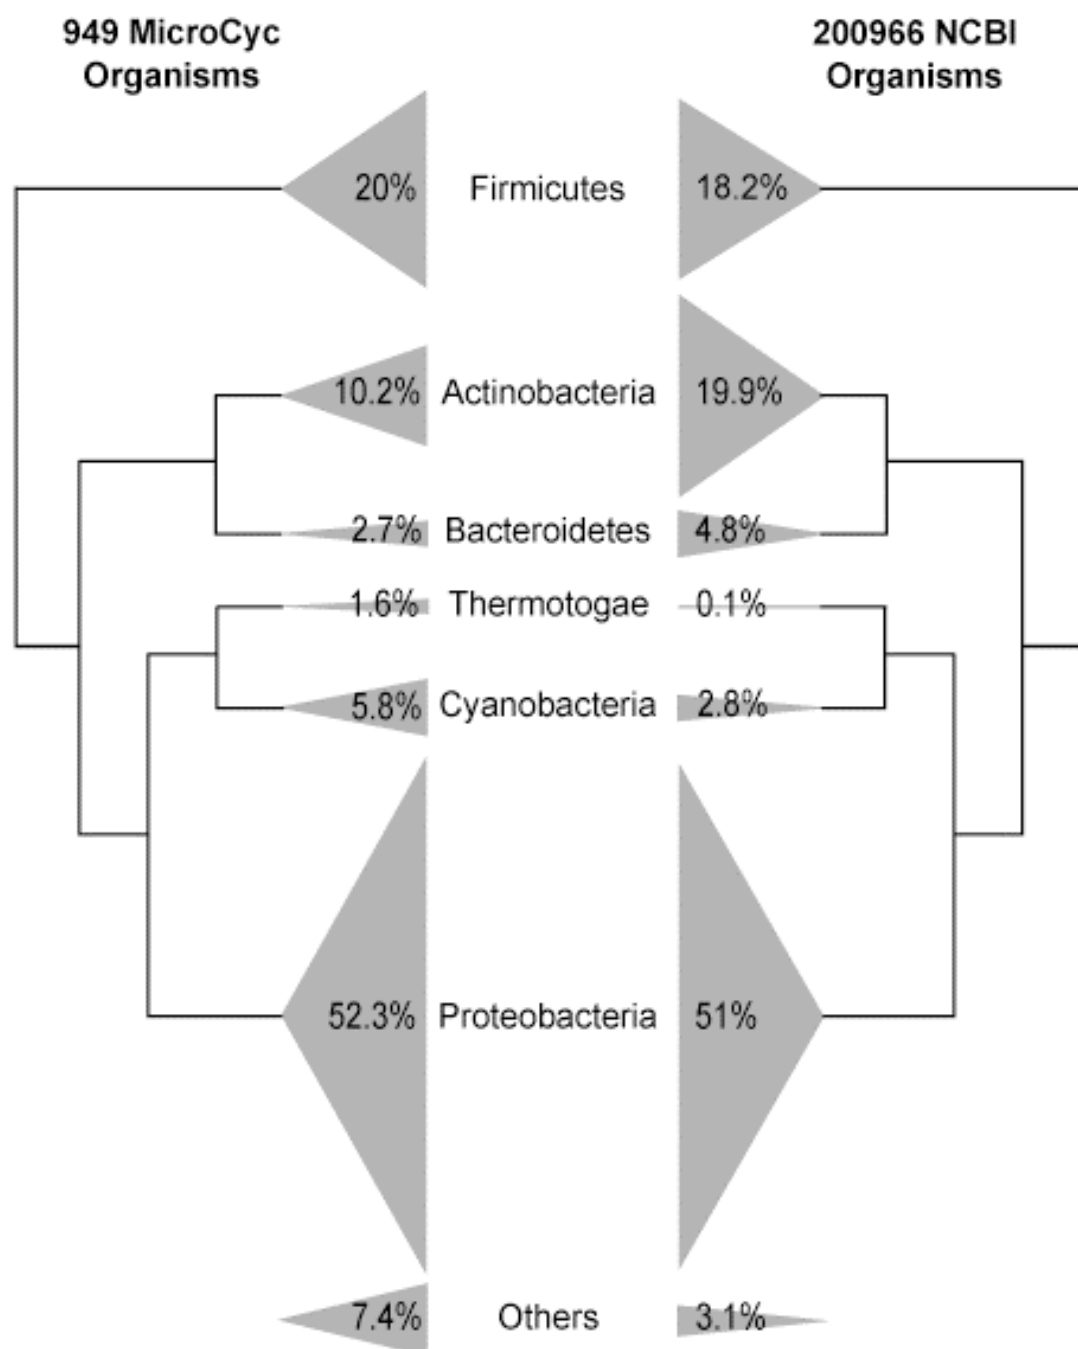 949 MicroCyc
Organisms
200966 NCBI
Organisms
20% Firmicutes 18.2%
10.2% Actinobacteria 19.9%
2.7% Bacteroidetes 4.8%
1.6% Thermotogae 0.1%
5.8% Cyanobacteria 2.8%
52.3% Proteobacteria 51%
7.4% Others 3.1%